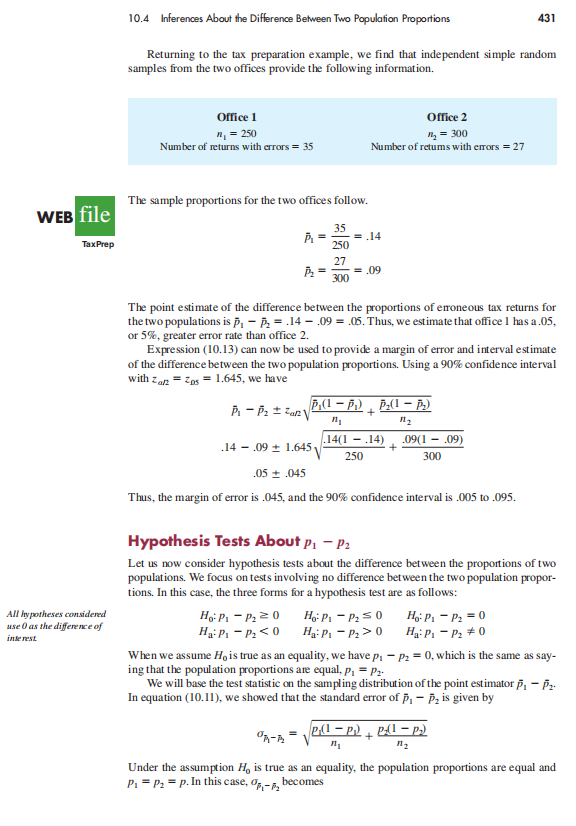 10.4 Inferences About the Difference Between Two Population Proportions 431
Returning to the tax preparation example, we find that independent simple random
samples from the two offices provide the following information.
Office 1 Office 2
n₁ = 250 n₂ = 300
Number of returns with errors = 35 Number of returns with errors = 27
WEB file
TaxPrep
The sample proportions for the two offices follow.
p̄₁ = 35/250 = .14
p̄₂ = 27/300 = .09
The point estimate of the difference between the proportions of erroneous tax returns for
the two populations is p̄₁ − p̄₂ = .14 − .09 = .05. Thus, we estimate that office 1 has a .05,
or 5%, greater error rate than office 2.
Expression (10.13) can now be used to provide a margin of error and interval estimate
of the difference between the two population proportions. Using a 90% confidence interval
with z_{α/2} = z_{.05} = 1.645, we have
p̄₁ − p̄₂ ± z_{α/2} √(p̄₁(1 − p̄₁)/n₁ + p̄₂(1 − p̄₂)/n₂)
.14 − .09 ± 1.645 √(.14(1 − .14)/250 + .09(1 − .09)/300)
.05 ± .045
Thus, the margin of error is .045, and the 90% confidence interval is .005 to .095.
Hypothesis Tests About p₁ − p₂
Let us now consider hypothesis tests about the difference between the proportions of two
populations. We focus on tests involving no difference between the two population propor-
tions. In this case, the three forms for a hypothesis test are as follows:
All hypotheses considered
use 0 as the difference of
interest.
H₀: p₁ − p₂ ≥ 0 H₀: p₁ − p₂ ≤ 0 H₀: p₁ − p₂ = 0
Hₐ: p₁ − p₂ < 0 Hₐ: p₁ − p₂ > 0 Hₐ: p₁ − p₂ ≠ 0
When we assume H₀ is true as an equality, we have p₁ − p₂ = 0, which is the same as say-
ing that the population proportions are equal, p₁ = p₂.
We will base the test statistic on the sampling distribution of the point estimator p̄₁ − p̄₂.
In equation (10.11), we showed that the standard error of p̄₁ − p̄₂ is given by
σ_{p̄₁−p̄₂} = √(p₁(1 − p₁)/n₁ + p₂(1 − p₂)/n₂)
Under the assumption H₀ is true as an equality, the population proportions are equal and
p₁ = p₂ = p. In this case, σ_{p̄₁−p̄₂} becomes